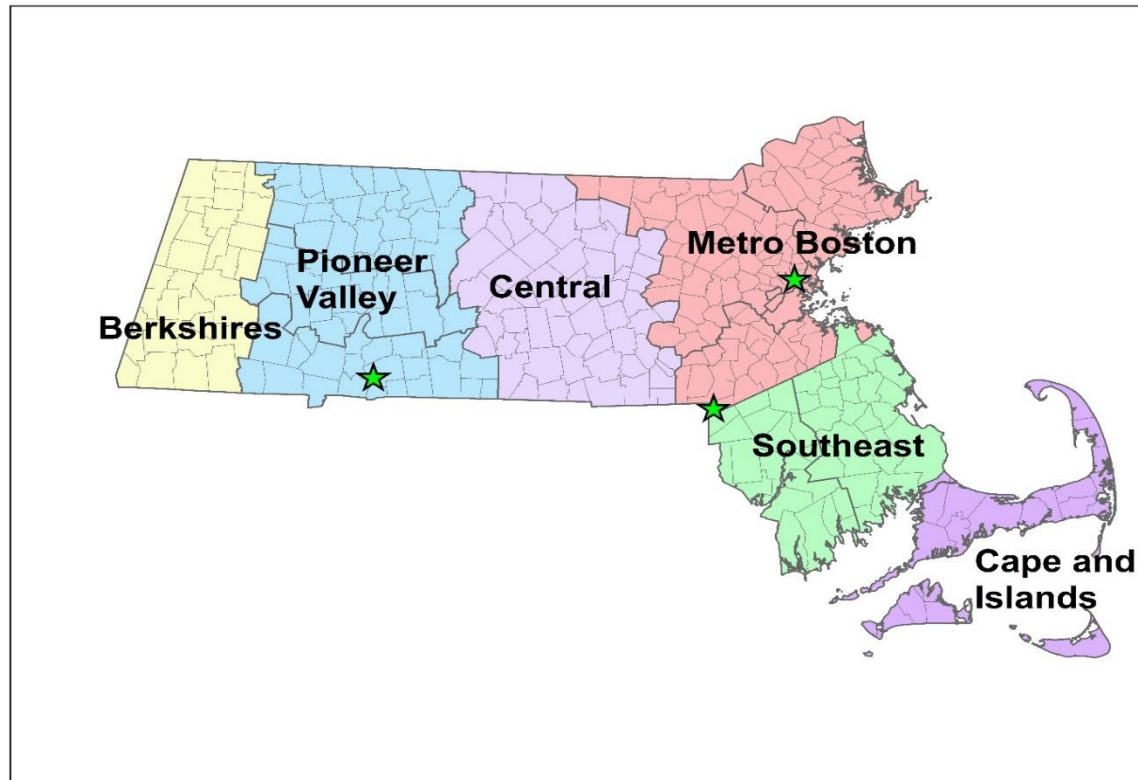 Metro Boston
Pioneer
Valley
Central
Berkshires
Southeast
Cape and
Islands